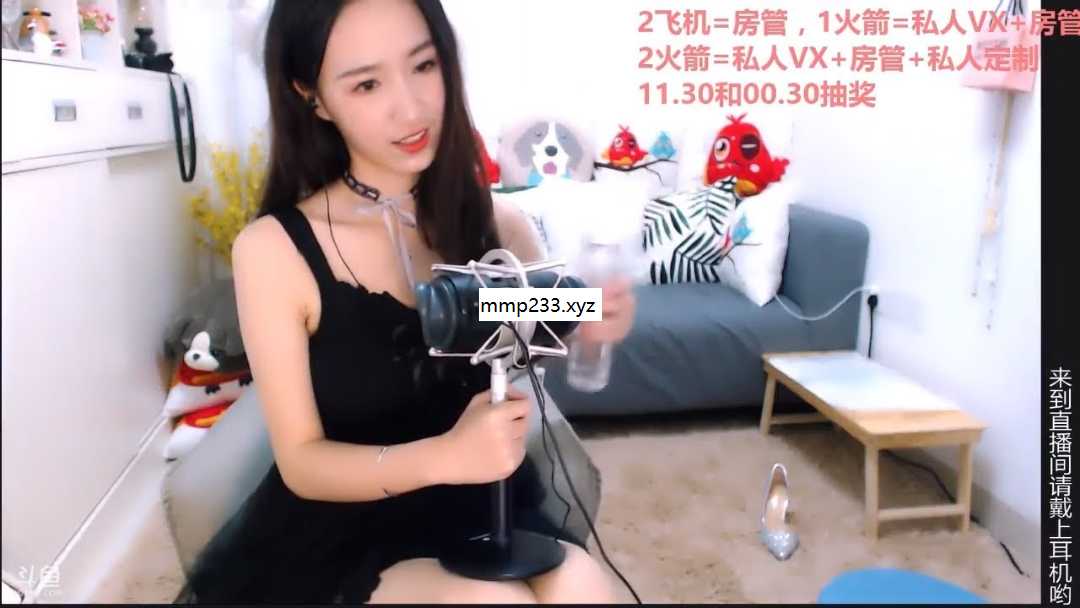 2飞机=房管，1火箭=私人VX+房管
2火箭=私人VX+房管+私人定制
11.30和00.30抽奖
mmp233.xyz
来到直播间请戴上耳机哟
斗鱼